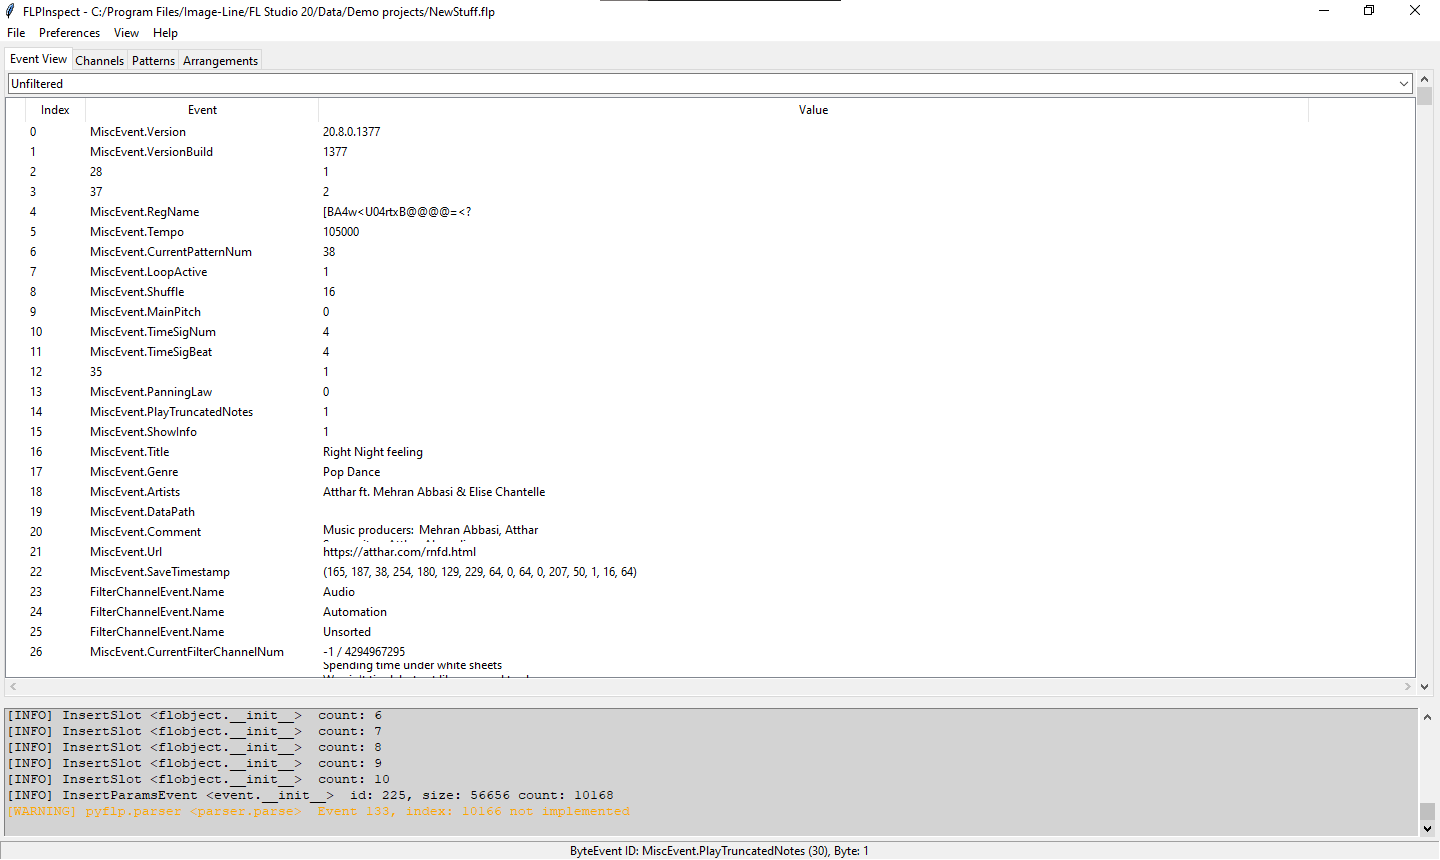 FLPInspect - C:/Program Files/Image-Line/FL Studio 20/Data/Demo projects/NewStuff.flp
File Preferences View Help
Event View Channels Patterns Arrangements
Unfiltered
Index Event Value
0 MiscEvent.Version 20.8.0.1377
1 MiscEvent.VersionBuild 1377
2 28 1
3 37 2
4 MiscEvent.RegName [BA4w<U04rtxB@@@@=<?
5 MiscEvent.Tempo 105000
6 MiscEvent.CurrentPatternNum 38
7 MiscEvent.LoopActive 1
8 MiscEvent.Shuffle 16
9 MiscEvent.MainPitch 0
10 MiscEvent.TimeSigNum 4
11 MiscEvent.TimeSigBeat 4
12 35 1
13 MiscEvent.PanningLaw 0
14 MiscEvent.PlayTruncatedNotes 1
15 MiscEvent.ShowInfo 1
16 MiscEvent.Title Right Night feeling
17 MiscEvent.Genre Pop Dance
18 MiscEvent.Artists Atthar ft. Mehran Abbasi & Elise Chantelle
19 MiscEvent.DataPath
20 MiscEvent.Comment Music producers: Mehran Abbasi, Atthar
21 MiscEvent.Url https://atthar.com/rnfd.html
22 MiscEvent.SaveTimestamp (165, 187, 38, 254, 180, 129, 229, 64, 0, 64, 0, 207, 50, 1, 16, 64)
23 FilterChannelEvent.Name Audio
24 FilterChannelEvent.Name Automation
25 FilterChannelEvent.Name Unsorted
26 MiscEvent.CurrentFilterChannelNum -1 / 4294967295
Spending time under white sheets
[INFO] InsertSlot <flobject.__init__> count: 6
[INFO] InsertSlot <flobject.__init__> count: 7
[INFO] InsertSlot <flobject.__init__> count: 8
[INFO] InsertSlot <flobject.__init__> count: 9
[INFO] InsertSlot <flobject.__init__> count: 10
[INFO] InsertParamsEvent <event.__init__> id: 225, size: 56656 count: 10168
[WARNING] pyflp.parser <parser.parse> Event 133, index: 10166 not implemented
ByteEvent ID: MiscEvent.PlayTruncatedNotes (30), Byte: 1